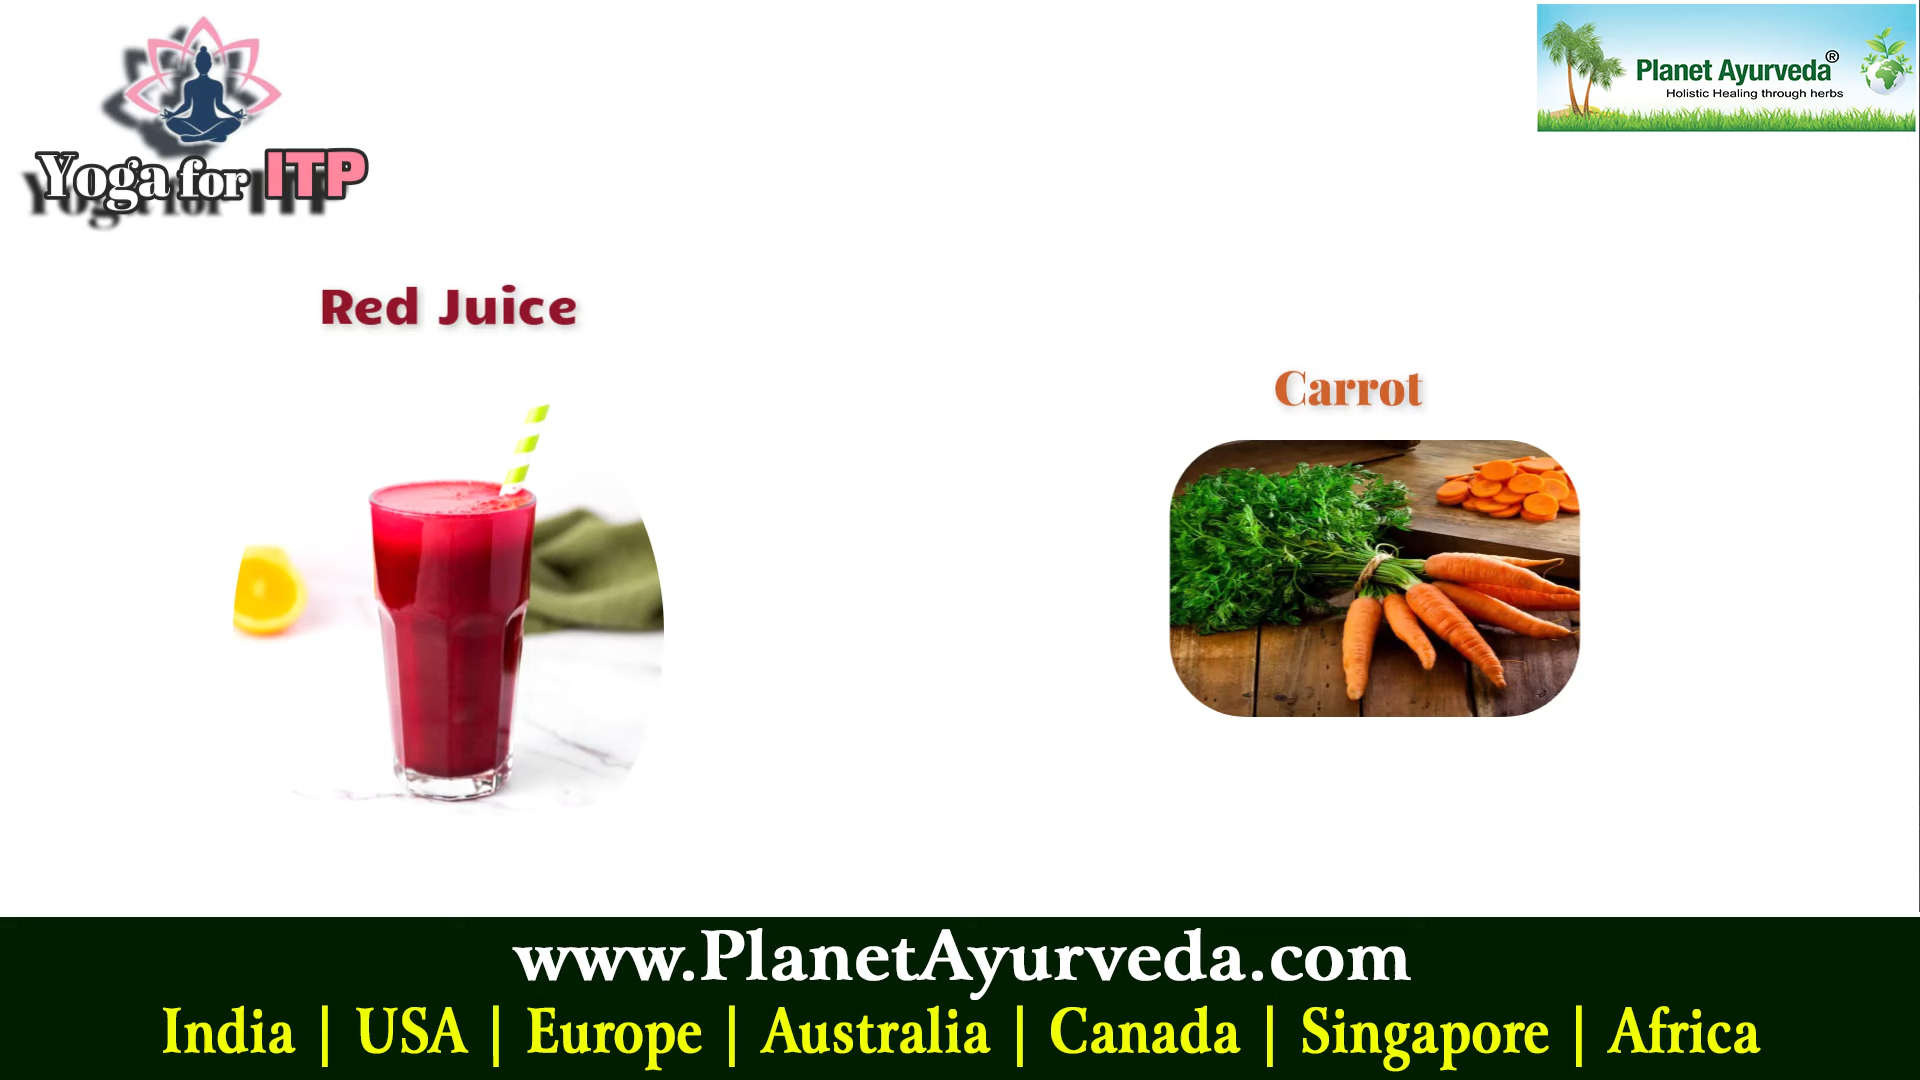 Yoga for ITP
Planet Ayurveda®
Holistic Healing through herbs
Red Juice
Carrot
www.PlanetAyurveda.com
India | USA | Europe | Australia | Canada | Singapore | Africa